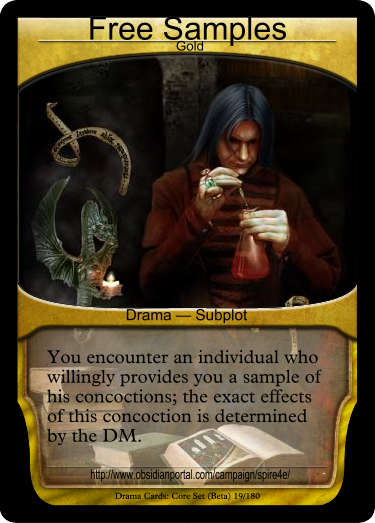 Free Samples
Gold
Drama — Subplot
You encounter an individual who
willingly provides you a sample of
his concoctions; the exact effects
of this concoction is determined
by the DM.
http://www.obsidianportal.com/campaign/spire4e/
Drama Cards: Core Set (Beta) 19/180